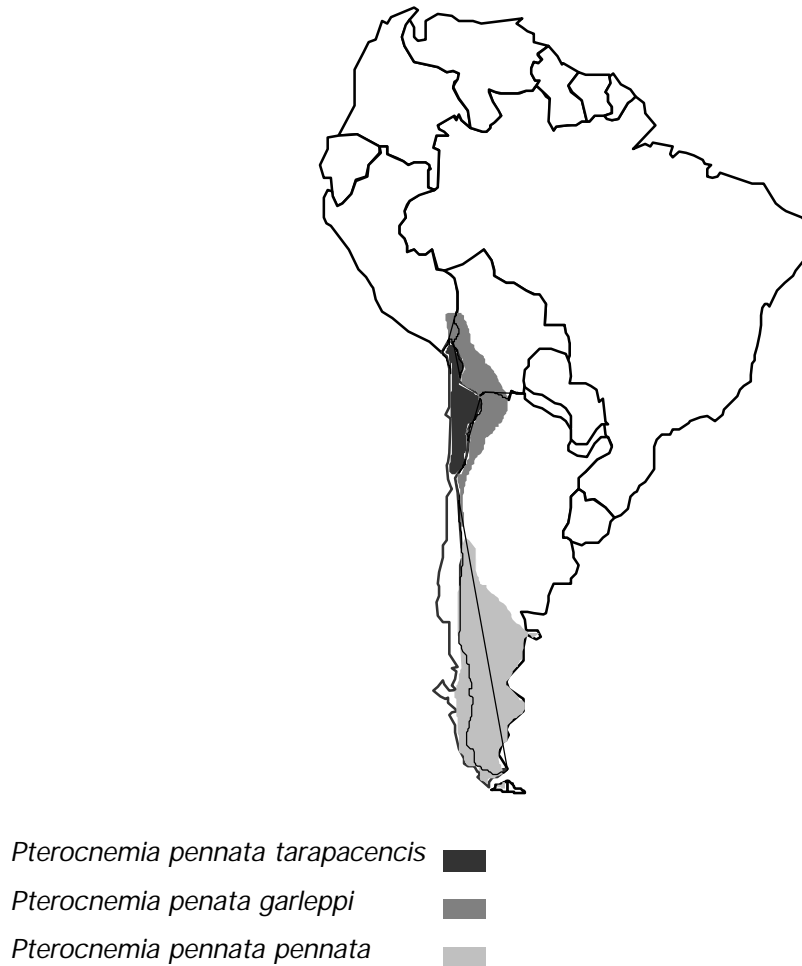 Pterocnemia pennata tarapacencis
Pterocnemia penata garleppi
Pterocnemia pennata pennata